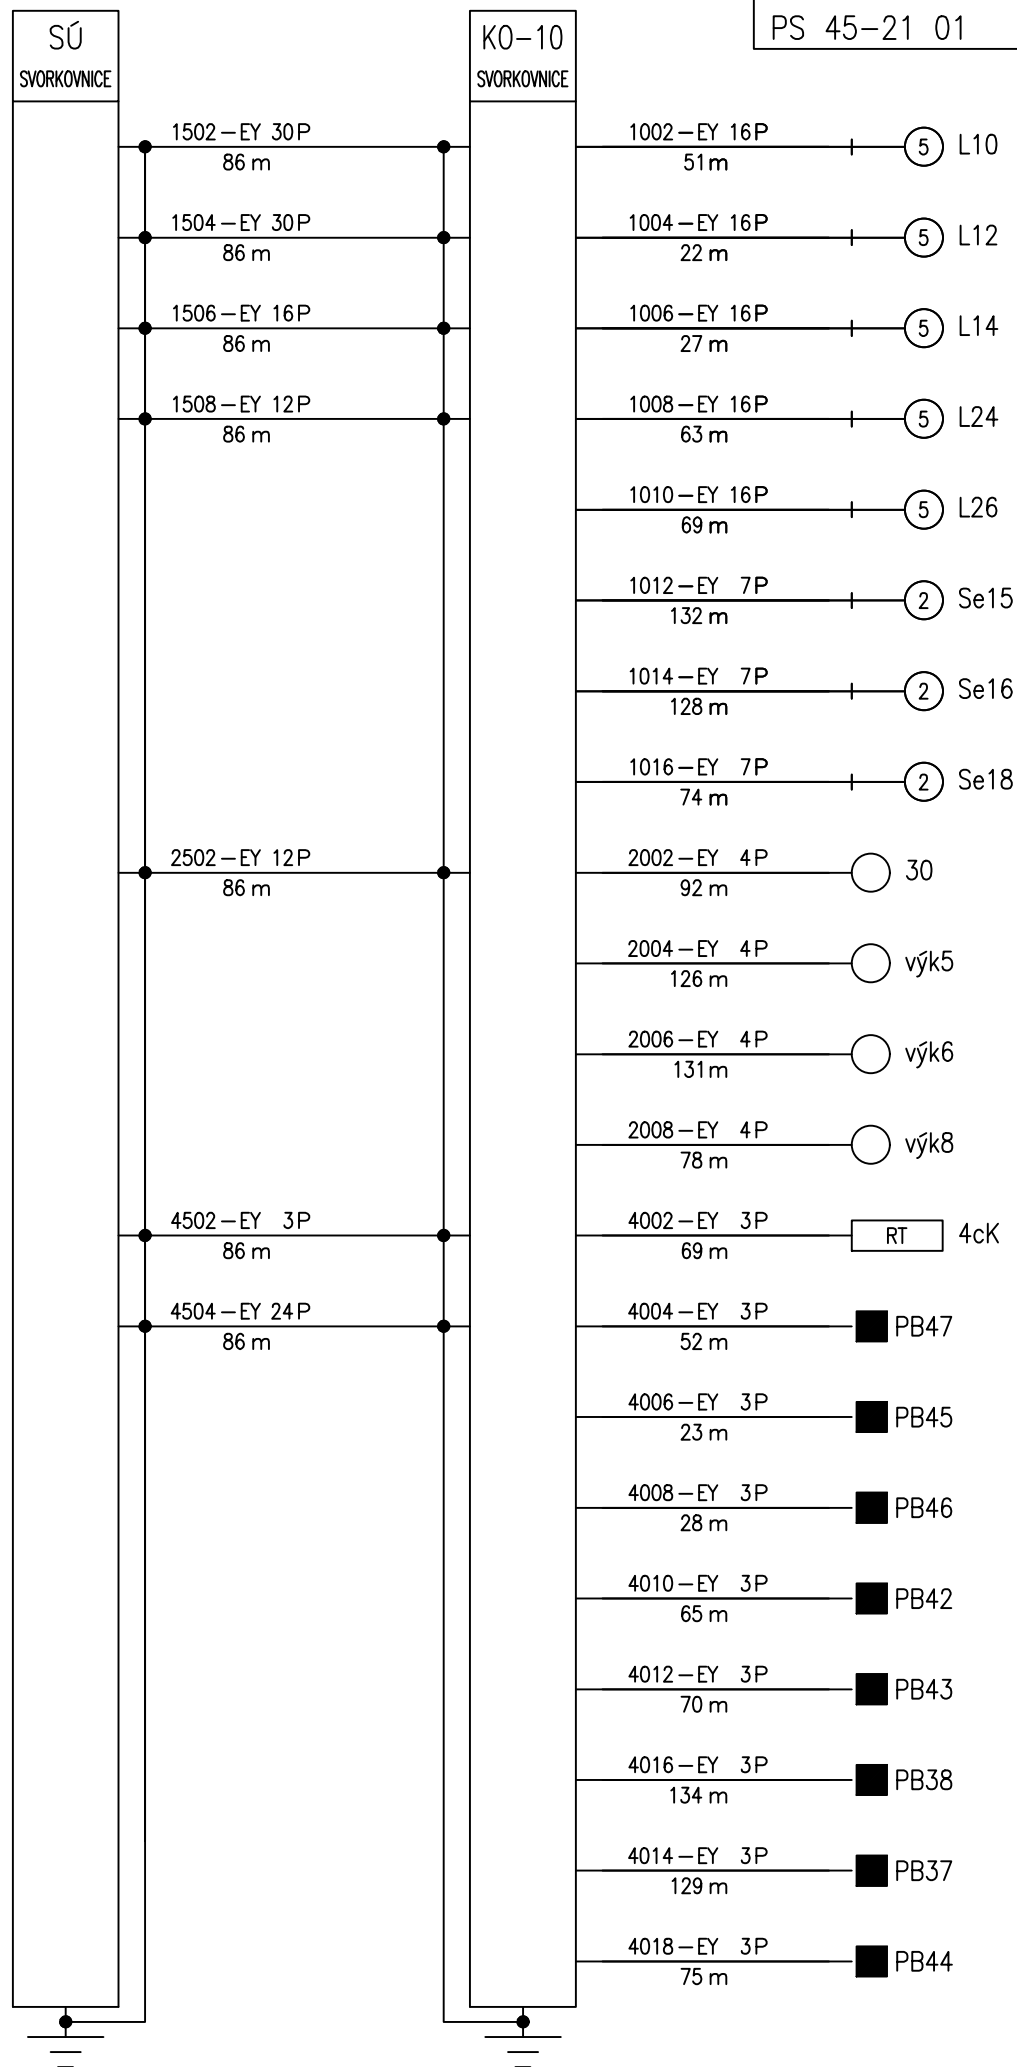 SÚ
SVORKOVNICE
KO-10
SVORKOVNICE
PS 45-21 01
1502-EY 30P
86 m
1002-EY 16P
51 m
5 L10
1504-EY 30P
86 m
1004-EY 16P
22 m
5 L12
1506-EY 16P
86 m
1006-EY 16P
27 m
5 L14
1508-EY 12P
86 m
1008-EY 16P
63 m
5 L24
1010-EY 16P
69 m
5 L26
1012-EY 7P
132 m
2 Se15
1014-EY 7P
128 m
2 Se16
1016-EY 7P
74 m
2 Se18
2502-EY 12P
86 m
2002-EY 4P
92 m
30
2004-EY 4P
126 m
výk5
2006-EY 4P
131 m
výk6
2008-EY 4P
78 m
výk8
4502-EY 3P
86 m
4002-EY 3P
69 m
RT 4cK
4504-EY 24P
86 m
4004-EY 3P
52 m
PB47
4006-EY 3P
23 m
PB45
4008-EY 3P
28 m
PB46
4010-EY 3P
65 m
PB42
4012-EY 3P
70 m
PB43
4016-EY 3P
134 m
PB38
4014-EY 3P
129 m
PB37
4018-EY 3P
75 m
PB44